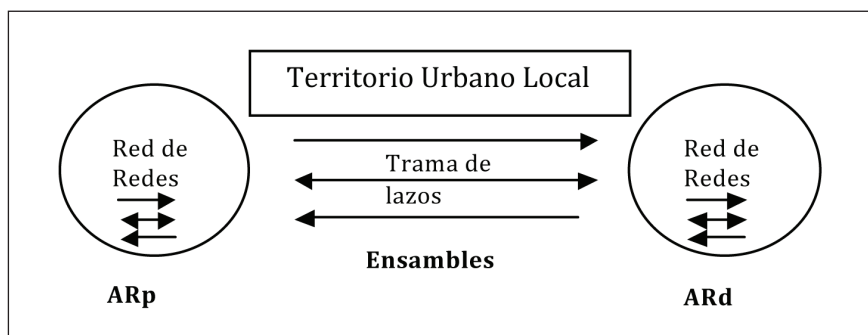 Territorio Urbano Local
Red de
Redes
Trama de
lazos
Red de
Redes
Ensambles
ARp
ARd